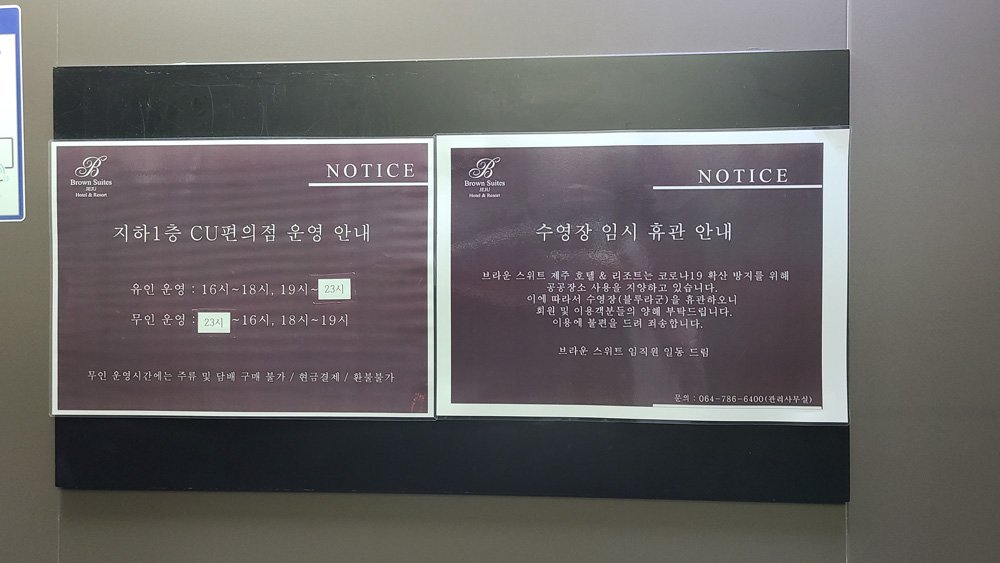 B
Brown Suites
JEJU
Hotel & Resort
NOTICE
지하1층 CU편의점 운영 안내
유인 운영 : 16시~18시, 19시~ 23시
무인 운영 : 23시 ~16시, 18시~19시
무인 운영시간에는 주류 및 담배 구매 불가 / 현금결제 / 환불불가
B
Brown Suites
JEJU
Hotel & Resort
NOTICE
수영장 임시 휴관 안내
브라운 스위트 제주 호텔 & 리조트는 코로나19 확산 방지를 위해
공공장소 사용을 지양하고 있습니다.
이에 따라서 수영장(블루라군)을 휴관하오니
회원 및 이용객분들의 양해 부탁드립니다.
이용에 불편을 드려 죄송합니다.
브라운 스위트 임직원 일동 드림
문의 : 064-786-6400(관리사무실)